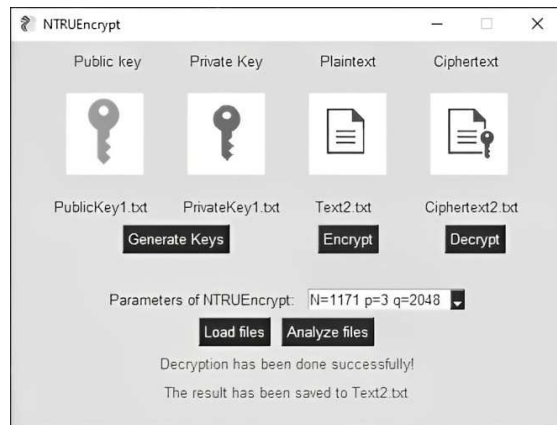 NTRUEncrypt
Public key Private Key Plaintext Ciphertext
PublicKey1.txt PrivateKey1.txt Text2.txt Ciphertext2.txt
Generate Keys Encrypt Decrypt
Parameters of NTRUEncrypt: N=1171 p=3 q=2048
Load files Analyze files
Decryption has been done successfully!
The result has been saved to Text2.txt